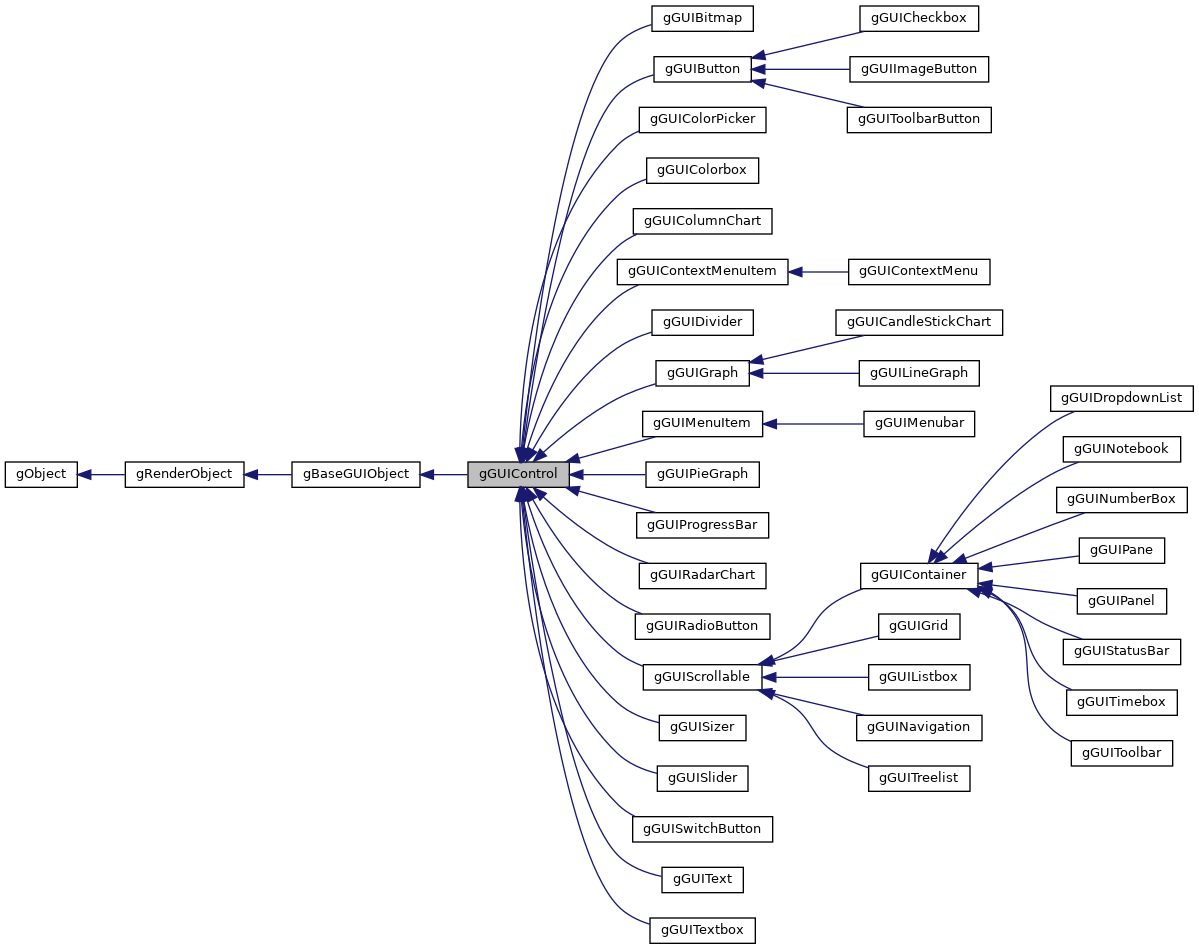 gObject
gRenderObject
gBaseGUIObject
gGUIControl
gGUIBitmap
gGUIButton
gGUIColorPicker
gGUIColorbox
gGUIColumnChart
gGUIContextMenuItem
gGUIDivider
gGUIGraph
gGUIMenuItem
gGUIPieGraph
gGUIProgressBar
gGUIRadarChart
gGUIRadioButton
gGUIScrollable
gGUISizer
gGUISlider
gGUISwitchButton
gGUIText
gGUITextbox
gGUICheckbox
gGUIImageButton
gGUIToolbarButton
gGUIContextMenu
gGUICandleStickChart
gGUILineGraph
gGUIMenubar
gGUIContainer
gGUIGrid
gGUIListbox
gGUINavigation
gGUITreelist
gGUIDropdownList
gGUINotebook
gGUINumberBox
gGUIPane
gGUIPanel
gGUIStatusBar
gGUITimebox
gGUIToolbar